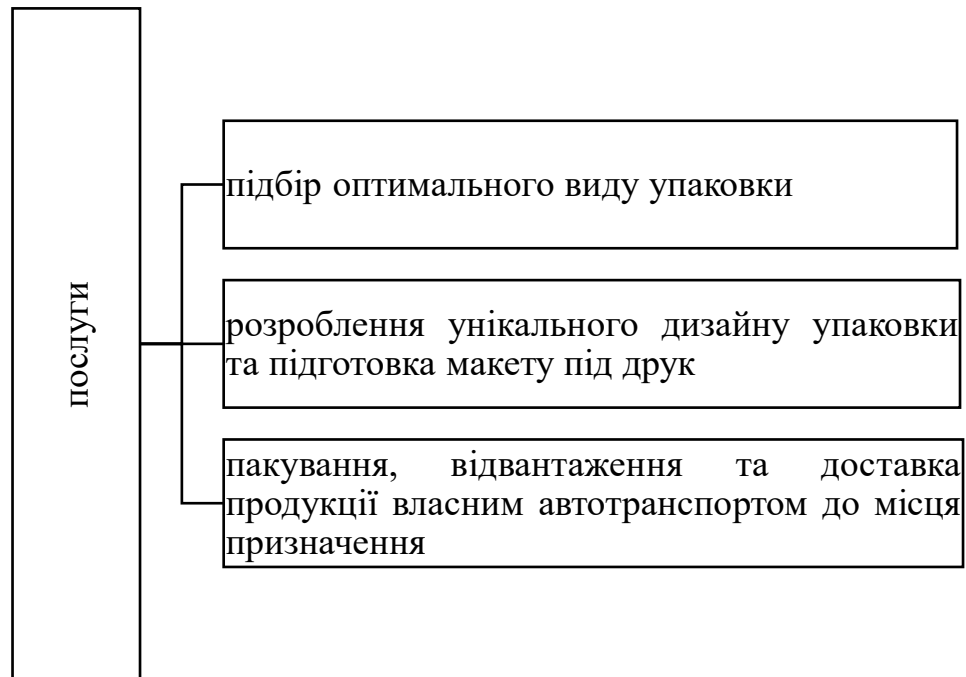 послуги
підбір оптимального виду упаковки
розроблення унікального дизайну упаковки
та підготовка макету під друк
пакування, відвантаження та доставка
продукції власним автотранспортом до місця
призначення